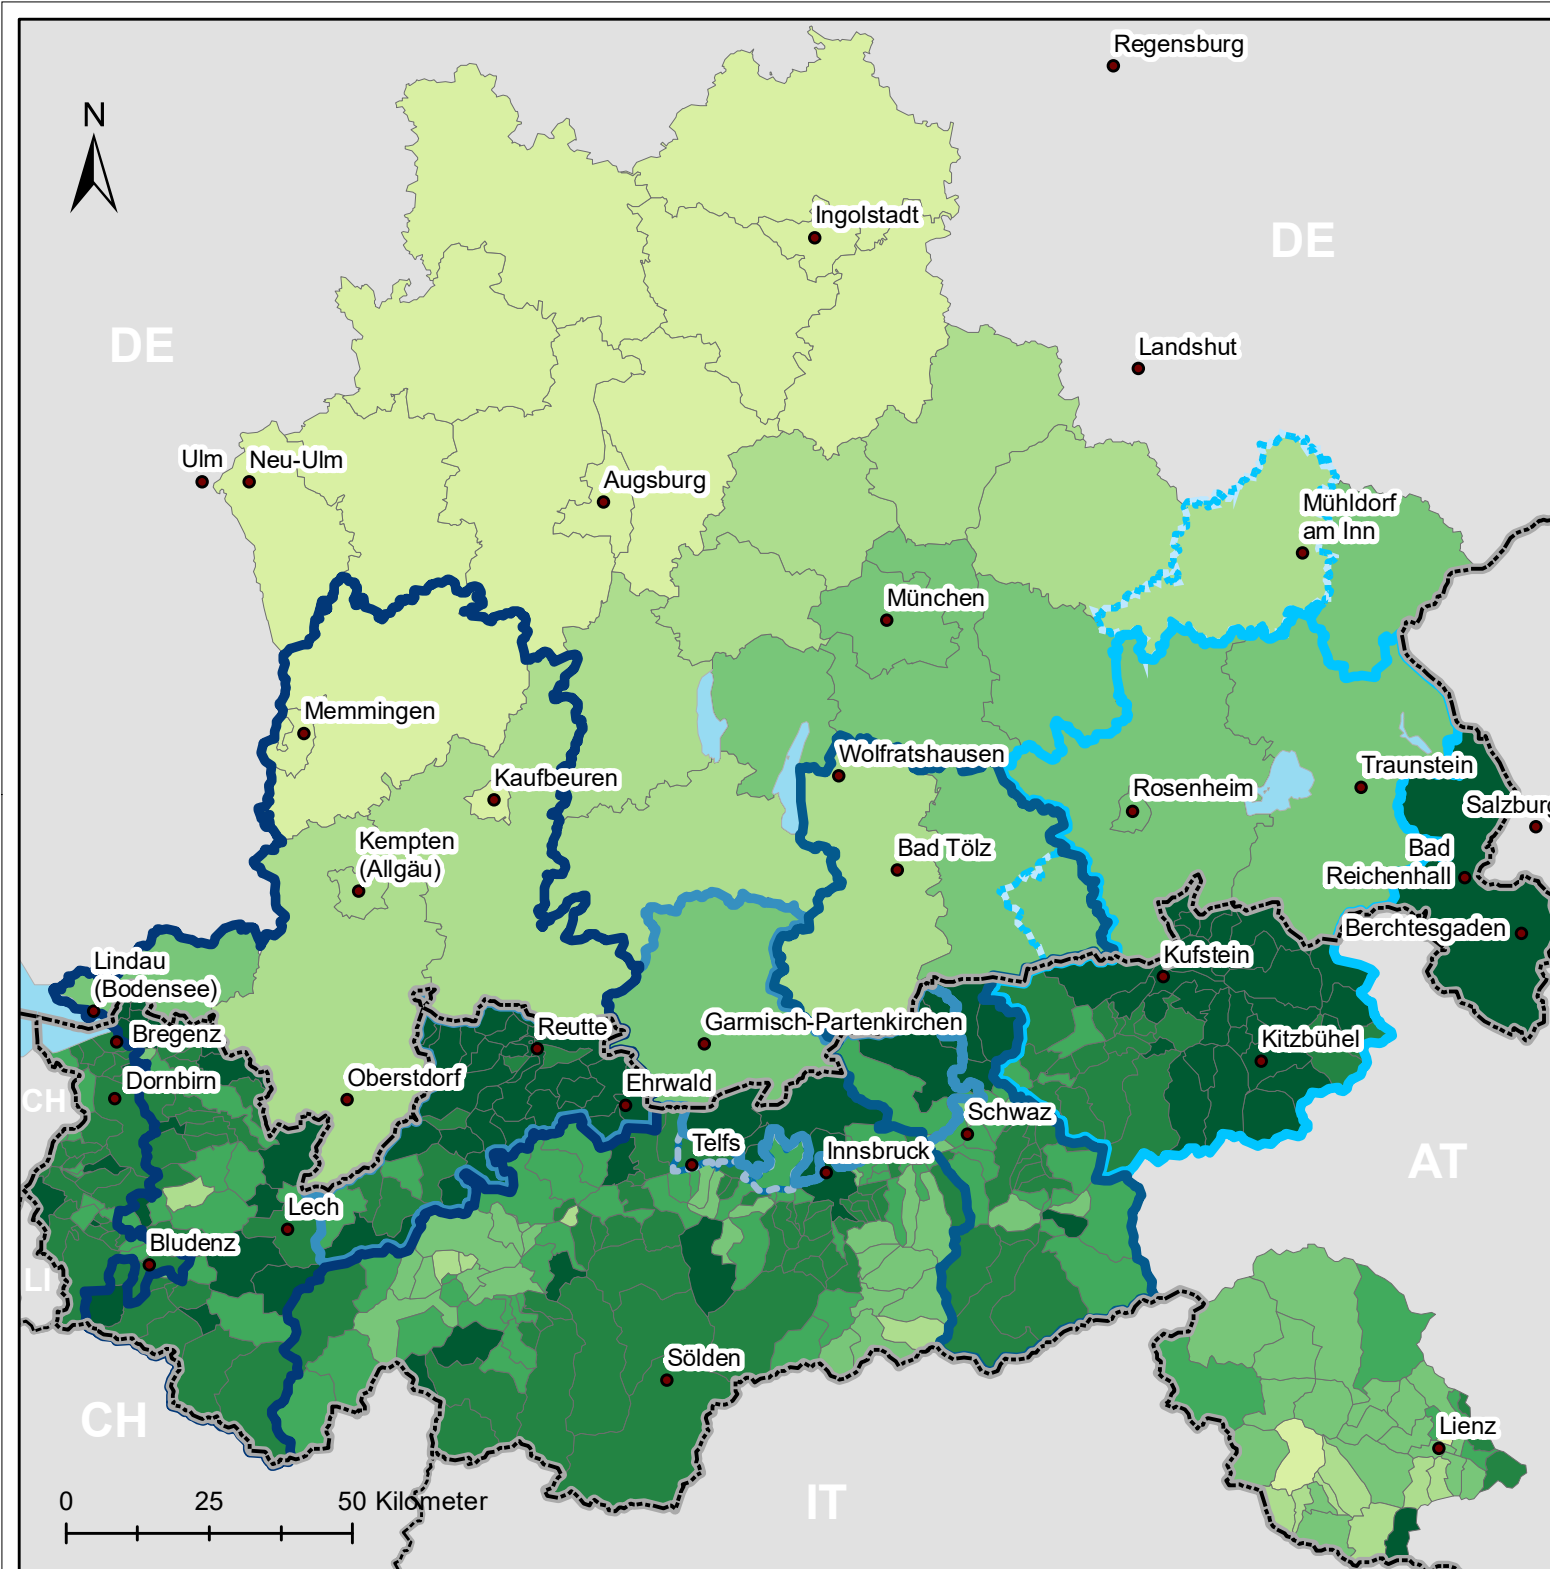 Regensburg
N
Ingolstadt
DE
DE
Landshut
Ulm
Neu-Ulm
Augsburg
Mühldorf
am Inn
München
Memmingen
Wolfratshausen
Kaufbeuren
Traunstein
Rosenheim
Salzburg
Kempten
(Allgäu)
Bad Tölz
Bad
Reichenhall
Berchtesgaden
Lindau
(Bodensee)
Kufstein
Bregenz
Reutte
Garmisch-Partenkirchen
Kitzbühel
Dornbirn
Oberstdorf
Ehrwald
CH
Schwaz
Telfs
Innsbruck
AT
Lech
Bludenz
LI
Sölden
CH
Lienz
0 25 50 Kilometer
IT